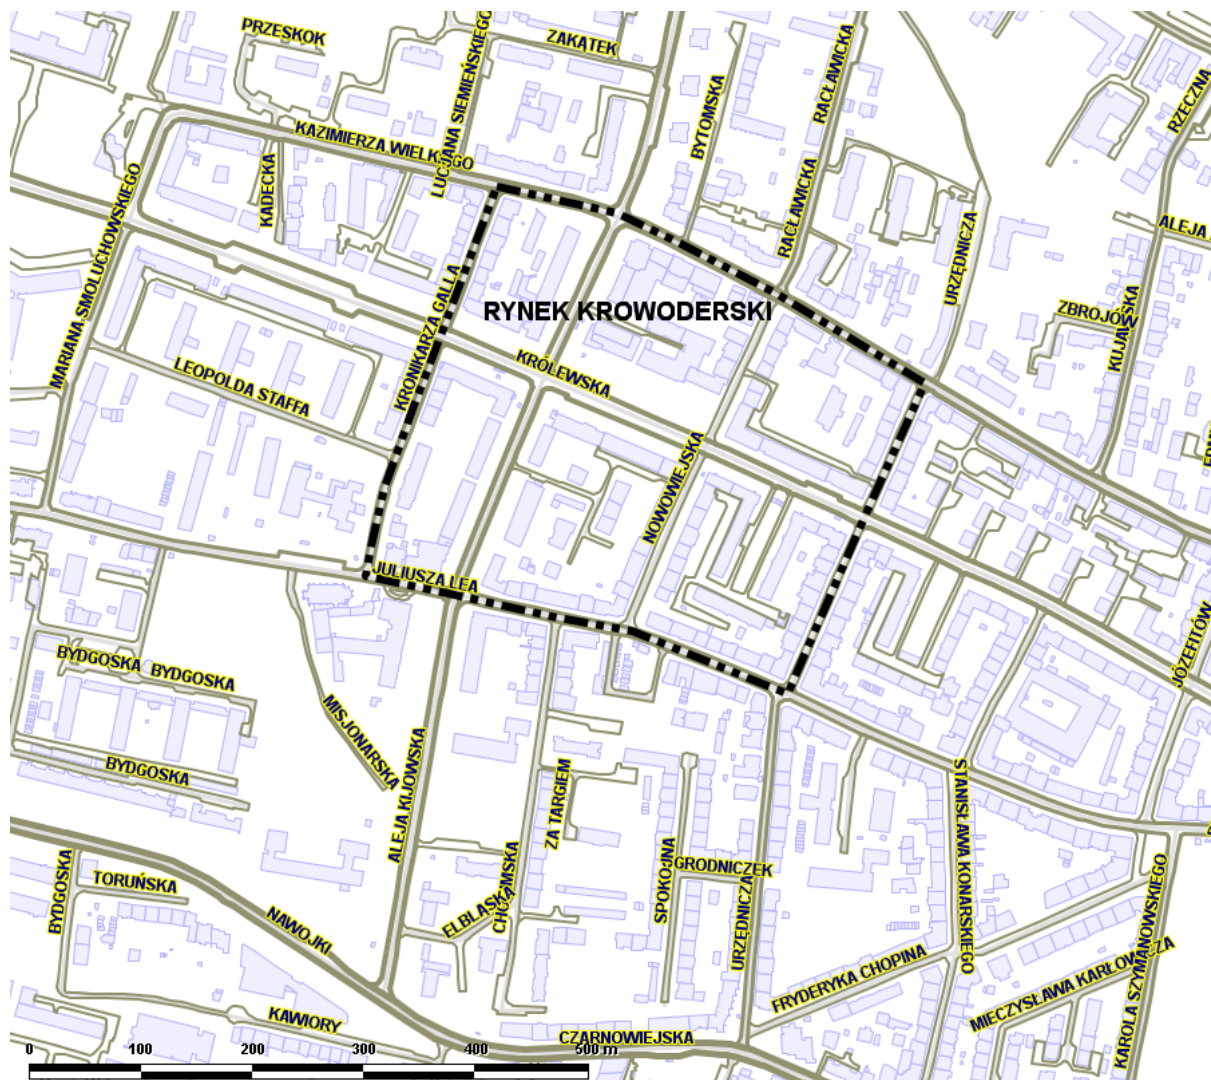 PRZESKOK
LUCJANA SIEMIEŃSKIEGO
ZAKĄTEK
RACŁAWICKA
BYTOMSKA
RZECZNA
KAZIMIERZA WIELKIEGO
KADECKA
MARIANA SMOLUCHOWSKIEGO
RACŁAWICKA
URZĘDNICZA
ALEJA
ZBROJÓW
KUJAWSKA
KRONIKARZA GALLA
RYNEK KROWODERSKI
KRÓLEWSKA
LEOPOLDA STAFFA
NOWOWIEJSKA
JULIUSZA LEA
JÓZEFITÓW
BYDGOSKA
BYDGOSKA
MISJONARSKA
BYDGOSKA
ALEJA KIJOWSKA
ZA TARGIEM
STANISŁAWA KONARSKIEGO
BYDGOSKA
TORUŃSKA
NAWOJKI
ELBLĄSKA
SPOKOJNA
GRODNICZEK
URZĘDNICZA
FRYDERYKA CHOPINA
MIECZYSŁAWA KARŁOWICZA
KAROLA SZYMANOWSKIEGO
KAWIORY
CZARNOWIEJSKA
0 100 200 300 400 500 m